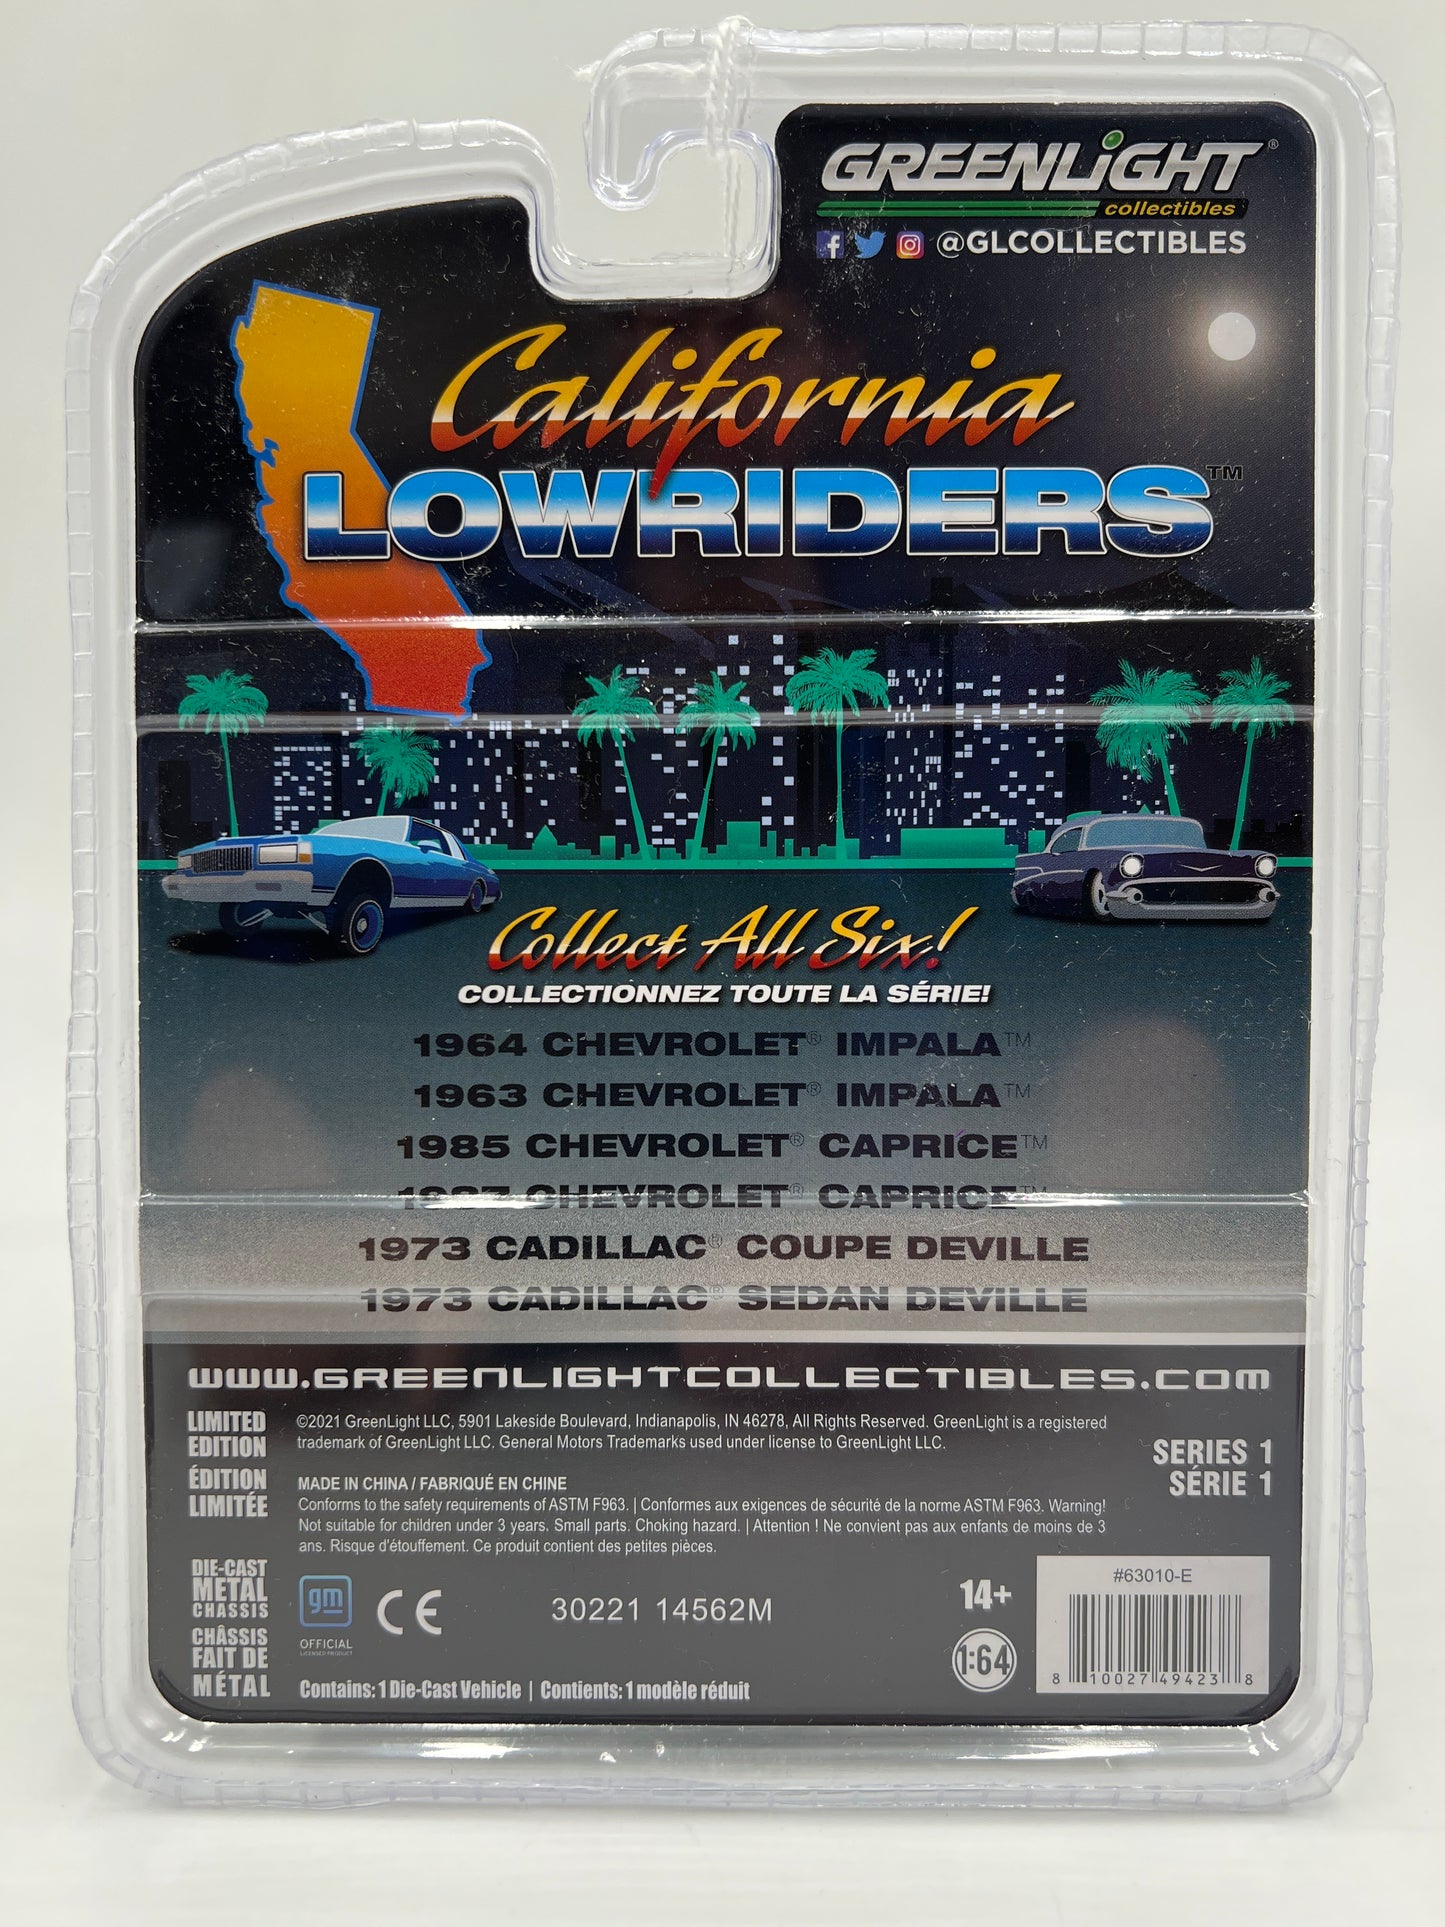 GREENLiGHT®
collectibles
@GLCOLLECTIBLES
California
LOWRIDERS™
Collect All Six!
COLLECTIONNEZ TOUTE LA SÉRIE!
1964 CHEVROLET® IMPALA™
1963 CHEVROLET® IMPALA™
1985 CHEVROLET® CAPRICE™
1987 CHEVROLET® CAPRICE™
1973 CADILLAC® COUPE DEVILLE
1973 CADILLAC® SEDAN DEVILLE
www.GREENLIGHTCOLLECTIBLES.COM
LIMITED
EDITION
ÉDITION
LIMITÉE
©2021 GreenLight LLC, 5901 Lakeside Boulevard, Indianapolis, IN 46278, All Rights Reserved. GreenLight is a registered
trademark of GreenLight LLC. General Motors Trademarks used under license to GreenLight LLC.
SERIES 1
SÉRIE 1
MADE IN CHINA / FABRIQUÉ EN CHINE
Conforms to the safety requirements of ASTM F963. | Conformes aux exigences de sécurité de la norme ASTM F963. Warning!
Not suitable for children under 3 years. Small parts. Choking hazard. | Attention ! Ne convient pas aux enfants de moins de 3
ans. Risque d'étouffement. Ce produit contient des petites pièces.
DIE-CAST
METAL
CHASSIS
CHÂSSIS
FAIT DE
MÉTAL
gm
OFFICIAL
LICENSED PRODUCT
CE
30221 14562M
14+
1:64
#63010-E
8 10027 49423 8
Contains: 1 Die-Cast Vehicle | Contients: 1 modèle réduit